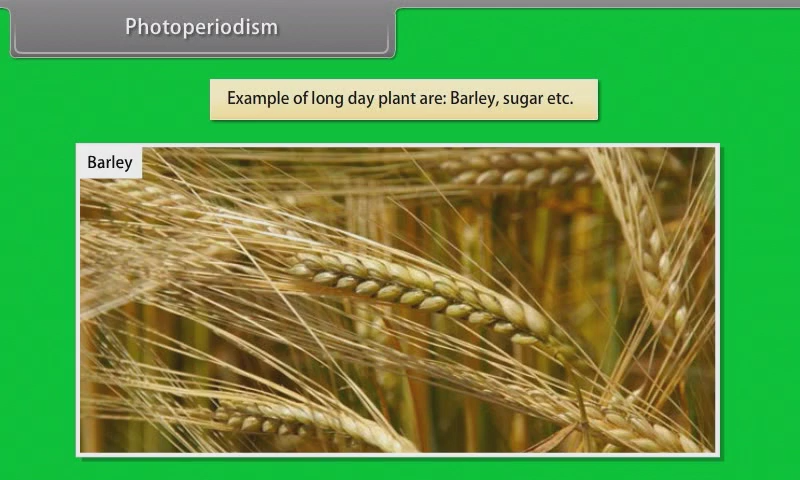 Photoperiodism
Example of long day plant are: Barley, sugar etc.
Barley